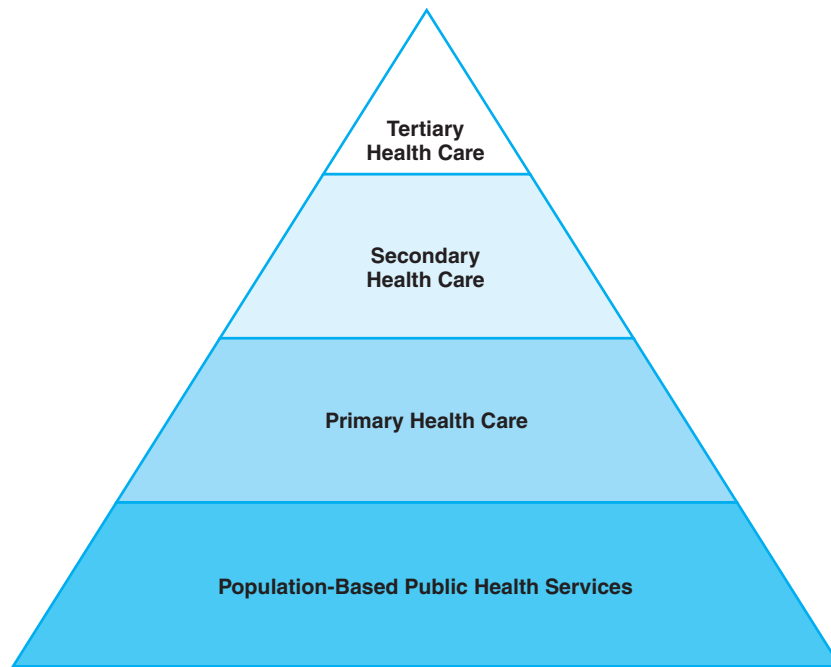 Tertiary
Health Care
Secondary
Health Care
Primary Health Care
Population-Based Public Health Services